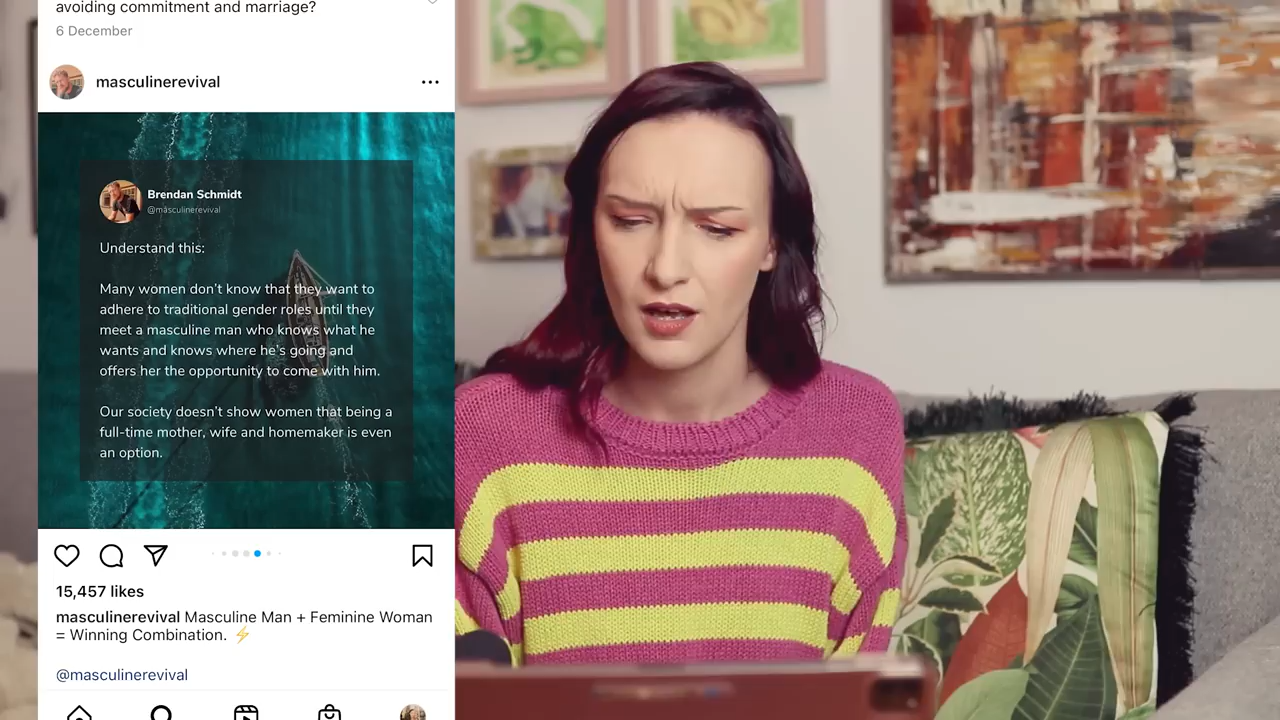 avoiding commitment and marriage?
6 December
masculinerevival
Brendan Schmidt
@masculinerevival
Understand this:
Many women don't know that they want to
adhere to traditional gender roles until they
meet a masculine man who knows what he
wants and knows where he's going and
offers her the opportunity to come with him.
Our society doesn't show women that being a
full-time mother, wife and homemaker is even
an option.
15,457 likes
masculinerevival Masculine Man + Feminine Woman
= Winning Combination. ⚡
@masculinerevival